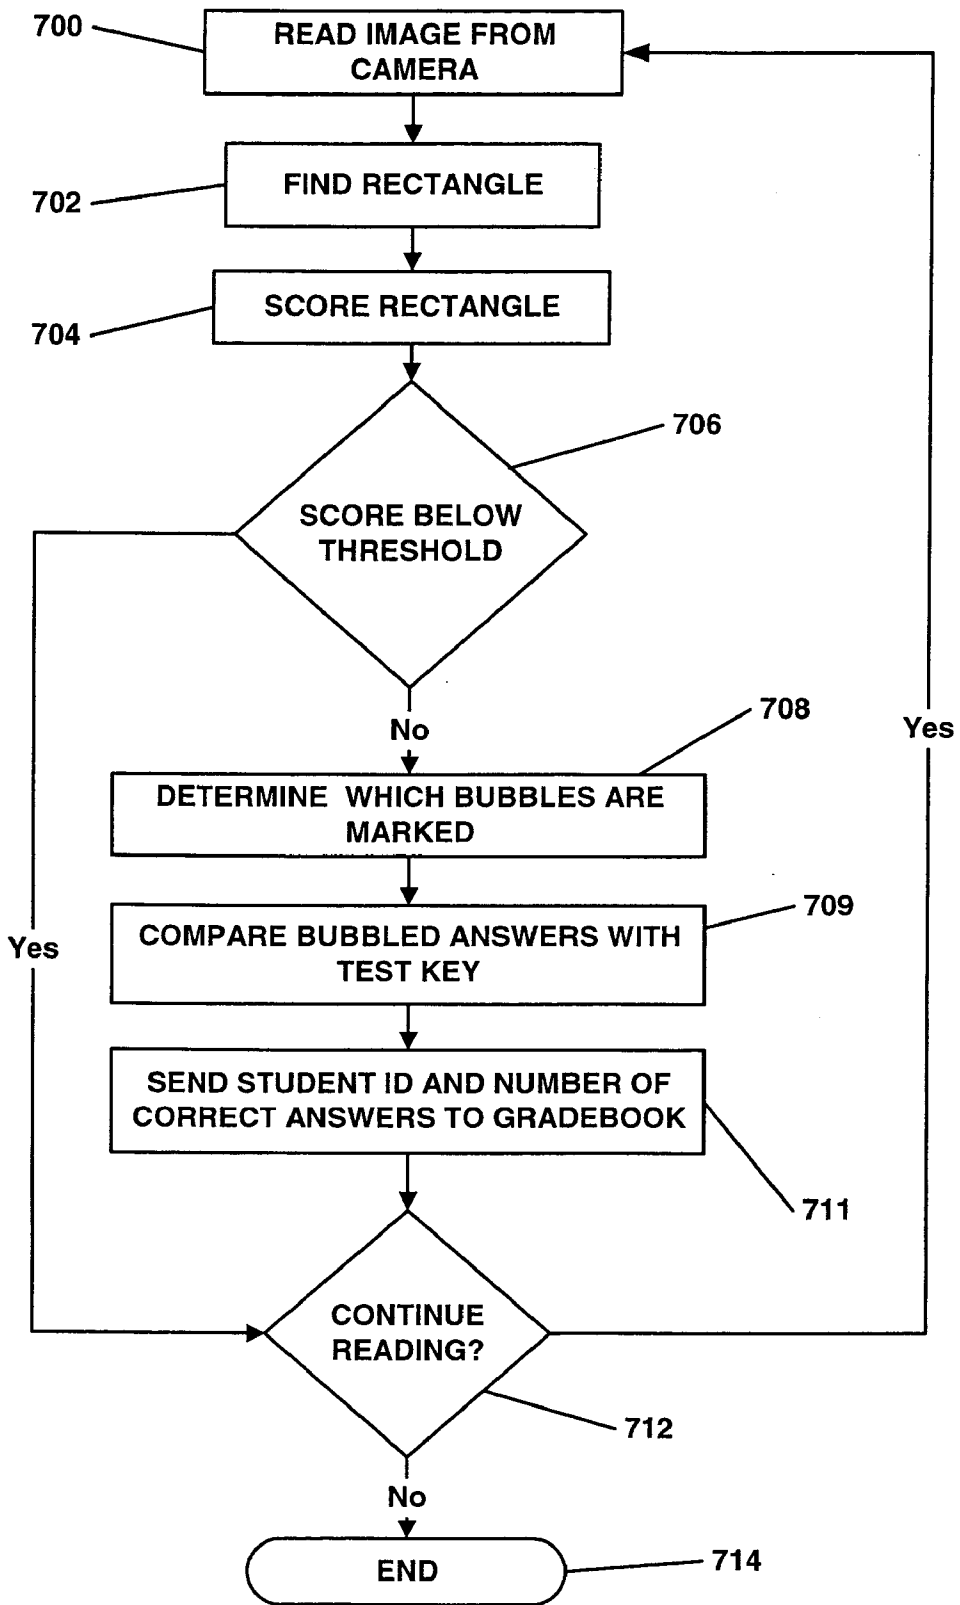 700
READ IMAGE FROM
CAMERA
702
FIND RECTANGLE
704
SCORE RECTANGLE
706
SCORE BELOW
THRESHOLD
No
708
Yes
DETERMINE WHICH BUBBLES ARE
MARKED
709
COMPARE BUBBLED ANSWERS WITH
TEST KEY
Yes
SEND STUDENT ID AND NUMBER OF
CORRECT ANSWERS TO GRADEBOOK
711
CONTINUE
READING?
712
No
END
714